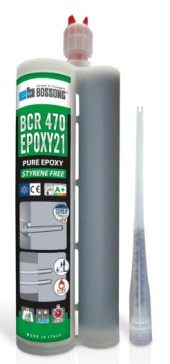 BOSSONG
BCR 470
EPOXY21
PURE EPOXY
STYRENE FREE
CE
A+
MADE IN ITALY